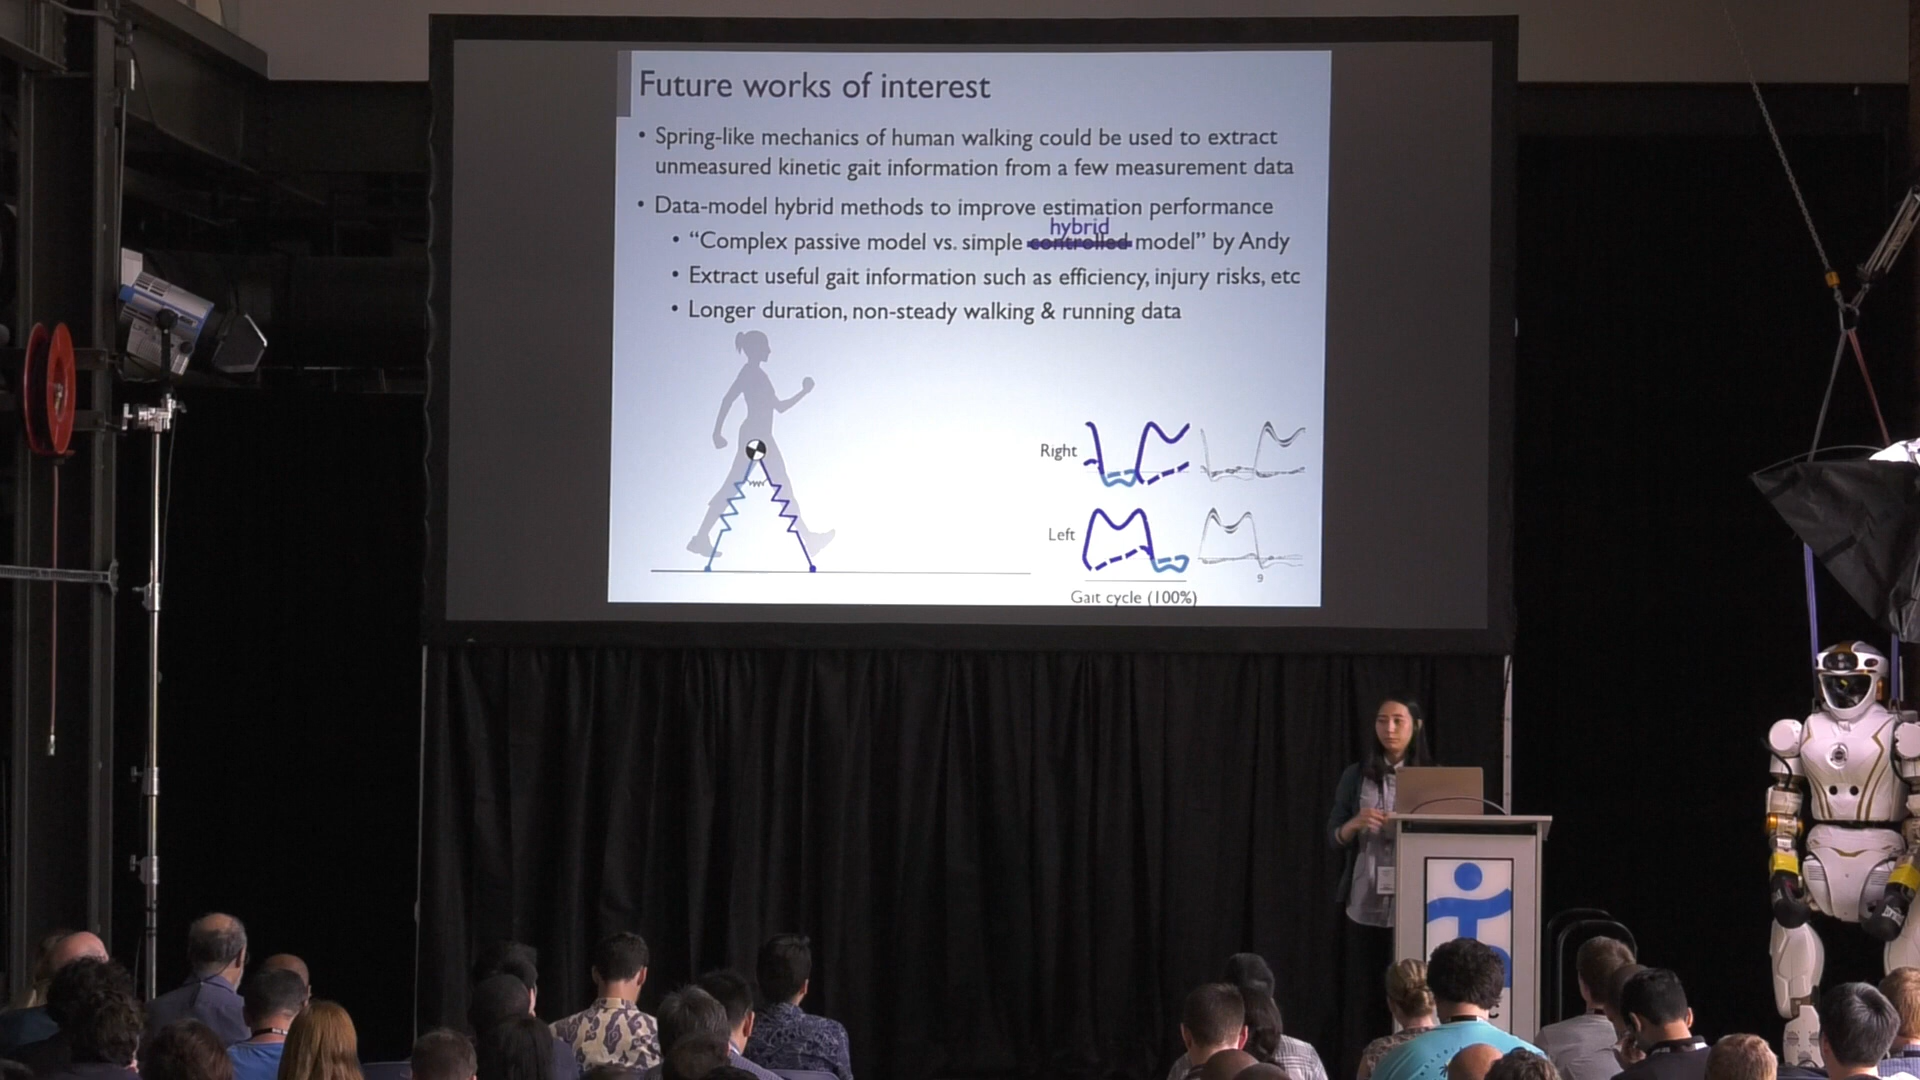 Future works of interest
• Spring-like mechanics of human walking could be used to extract
unmeasured kinetic gait information from a few measurement data
• Data-model hybrid methods to improve estimation performance
hybrid
• “Complex passive model vs. simple controlled model” by Andy
• Extract useful gait information such as efficiency, injury risks, etc
• Longer duration, non-steady walking & running data
Right
Left
9
Gait cycle (100%)